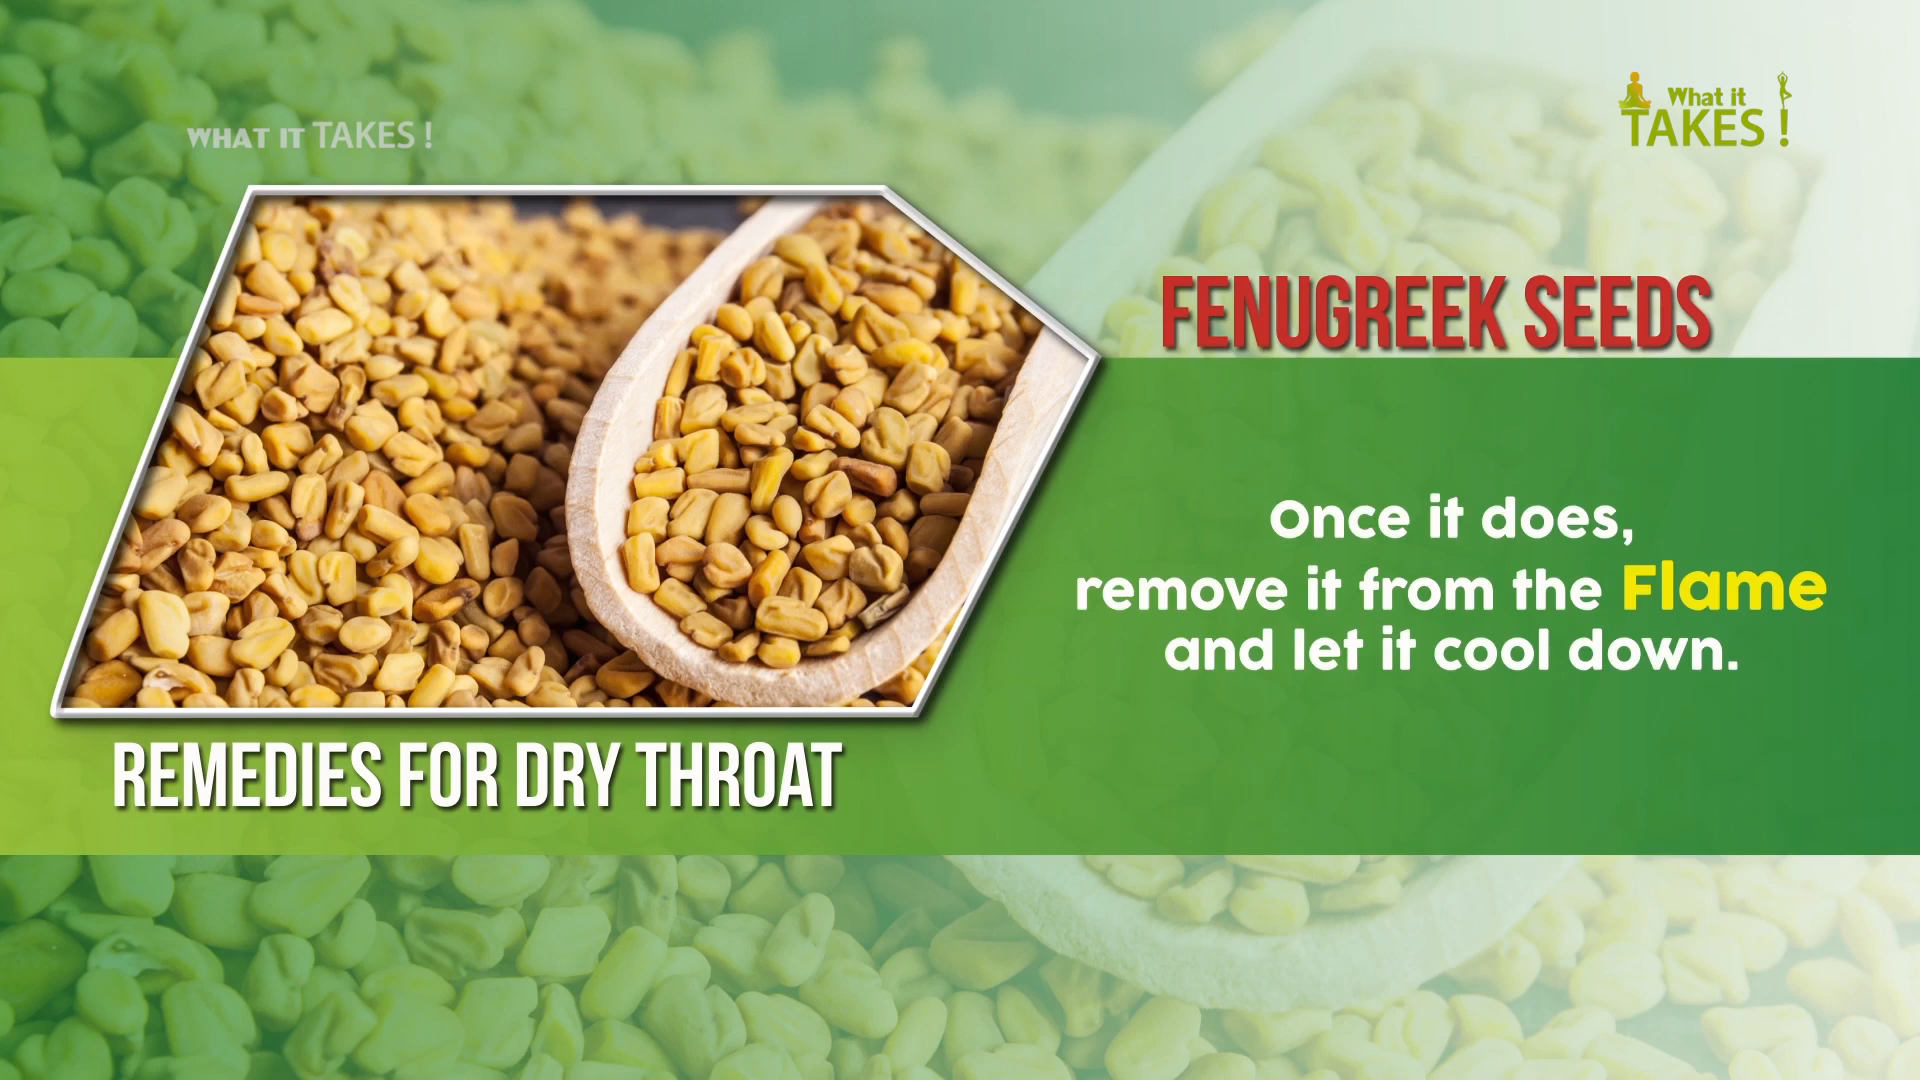 WHAT IT TAKES !
What it
TAKES !
FENUGREEK SEEDS
Once it does,
remove it from the Flame
and let it cool down.
REMEDIES FOR DRY THROAT